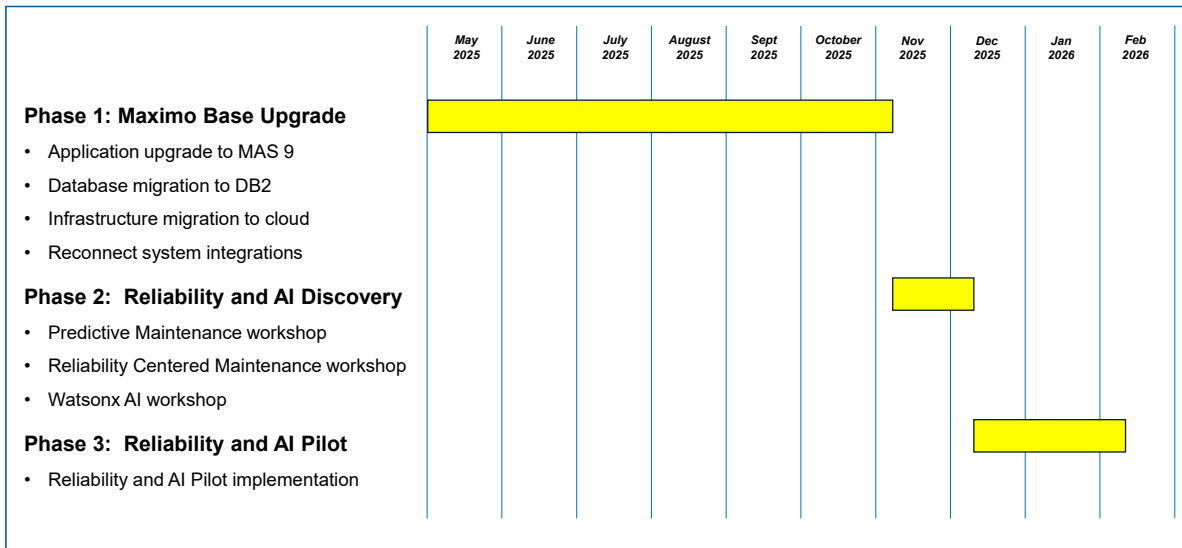 May
2025
June
2025
July
2025
August
2025
Sept
2025
October
2025
Nov
2025
Dec
2025
Jan
2026
Feb
2026
Phase 1: Maximo Base Upgrade
• Application upgrade to MAS 9
• Database migration to DB2
• Infrastructure migration to cloud
• Reconnect system integrations
Phase 2:  Reliability and AI Discovery
• Predictive Maintenance workshop
• Reliability Centered Maintenance workshop
• Watsonx AI workshop
Phase 3:  Reliability and AI Pilot
• Reliability and AI Pilot implementation